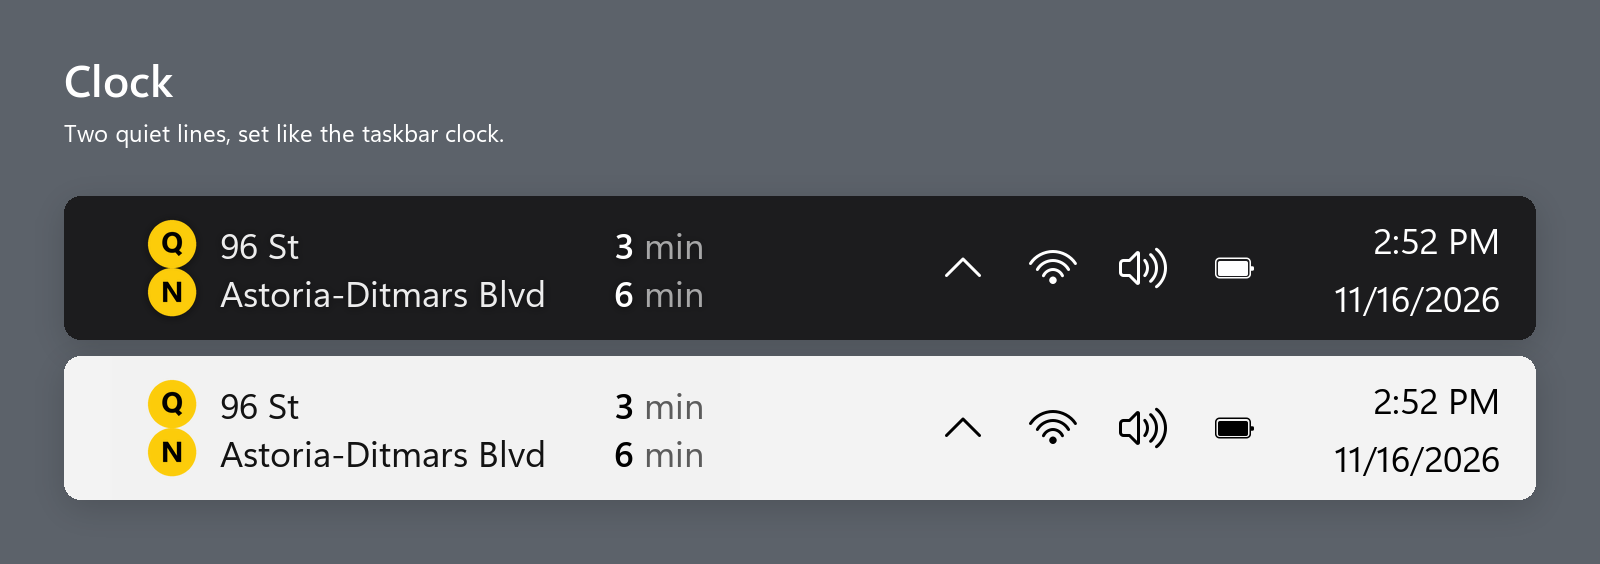 Clock
Two quiet lines, set like the taskbar clock.
Q 96 St 3 min
N Astoria-Ditmars Blvd 6 min
2:52 PM
11/16/2026
Q 96 St 3 min
N Astoria-Ditmars Blvd 6 min
2:52 PM
11/16/2026